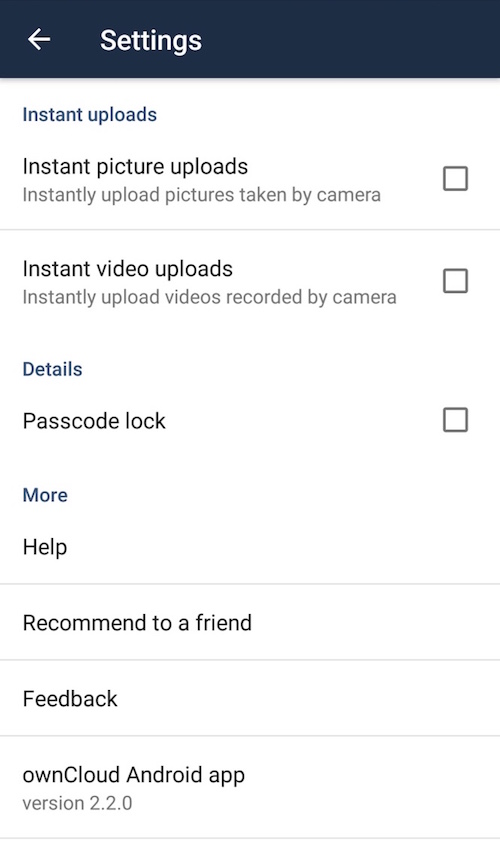 Settings
Instant uploads
Instant picture uploads
Instantly upload pictures taken by camera
Instant video uploads
Instantly upload videos recorded by camera
Details
Passcode lock
More
Help
Recommend to a friend
Feedback
ownCloud Android app
version 2.2.0